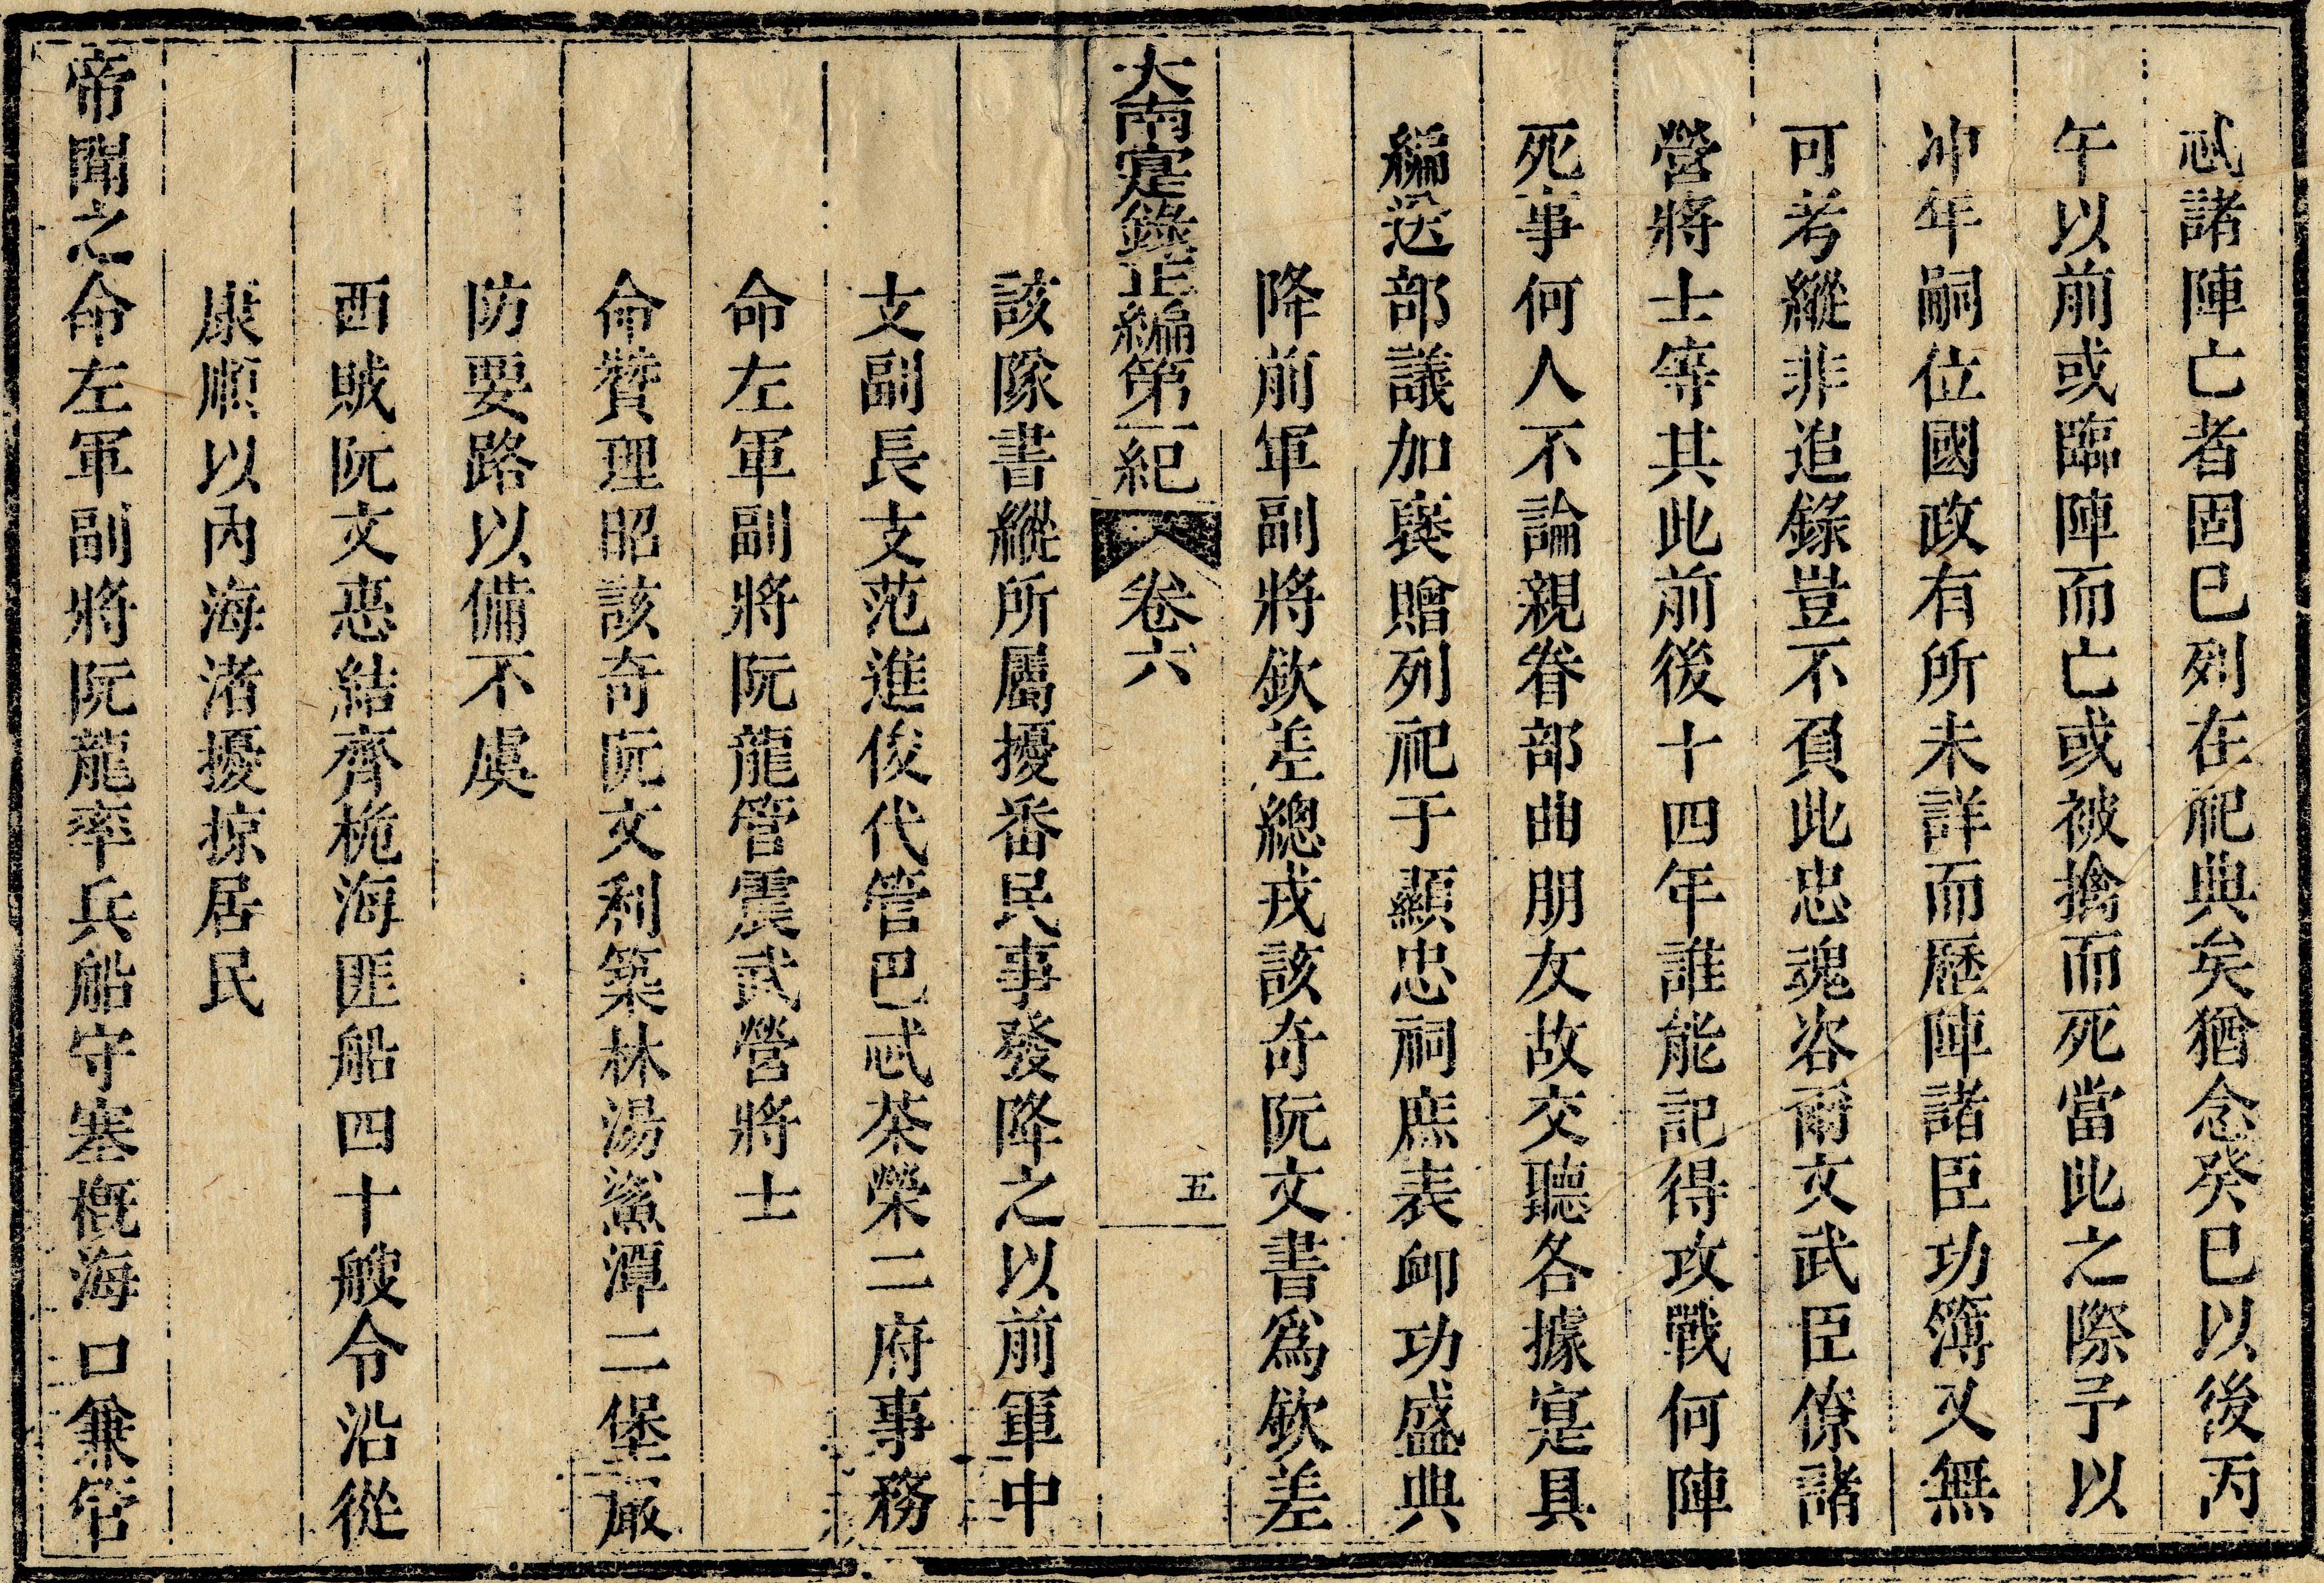 忒諸陣亡者固已列在祀典矣猶念癸巳以後丙
午以前或臨陣而亡或被擒而死當此之際予以
冲年嗣位國政有所未詳而歷陣諸臣功簿又無
可考縱非追錄豈不負此忠魂咨爾文武臣僚諸
營將士等其此前後十四年誰能記得攻戰何陣
死事何人不論親眷部曲朋友故交聽各據寔具
編送部議加褒贈列祀于顯忠祠庶表卹功盛典
降前軍副將欽差總戎該奇阮文書爲欽差
大南寔錄正編第一紀 卷六 五
該隊書縱所屬擾番民事發降之以前軍中
支副長支范進俊代管巴忒茶榮二府事務
命左軍副將阮龍管震武營將士
命贊理昭該奇阮文利築林湯鯊潭二堡嚴
防要路以備不虞
西賊阮文惠結齊桅海匪船四十艘令沿從
康順以內海渚擾掠居民
帝聞之命左軍副將阮龍率兵船守塞概海口兼管